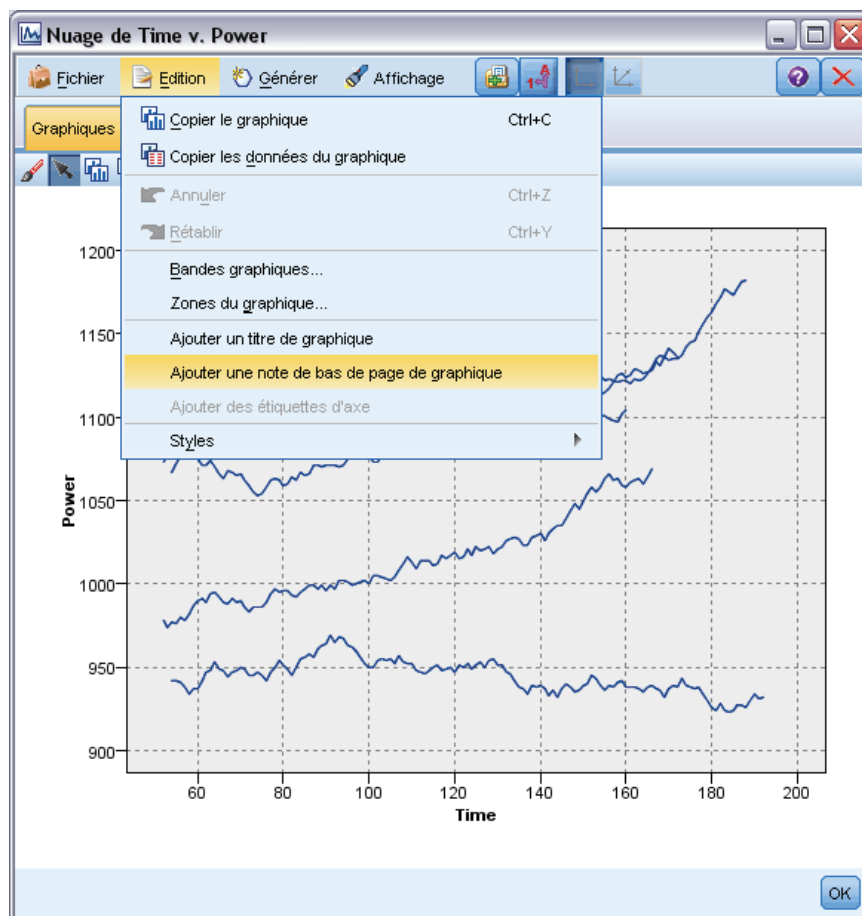 Nuage de Time v. Power
Fichier Edition Générer Affichage
Graphiques
Copier le graphique Ctrl+C
Copier les données du graphique
Annuler Ctrl+Z
Rétablir Ctrl+Y
Bandes graphiques...
Zones du graphique...
Ajouter un titre de graphique
Ajouter une note de bas de page de graphique
Ajouter des étiquettes d'axe
Styles
1200
1150
1100
1050
1000
950
900
Power
60 80 100 120 140 160 180 200
Time
OK